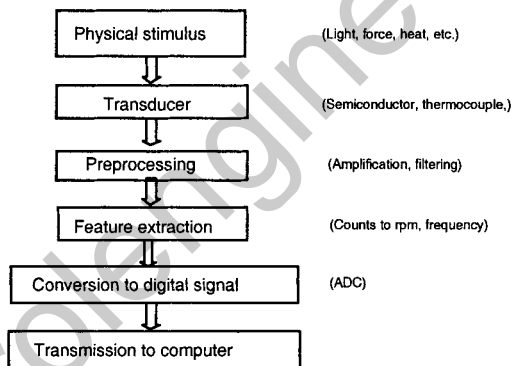 Physical stimulus (Light, force, heat, etc.)
Transducer (Semiconductor, thermocouple,)
Preprocessing (Amplification, filtering)
Feature extraction (Counts to rpm, frequency)
Conversion to digital signal (ADC)
Transmission to computer